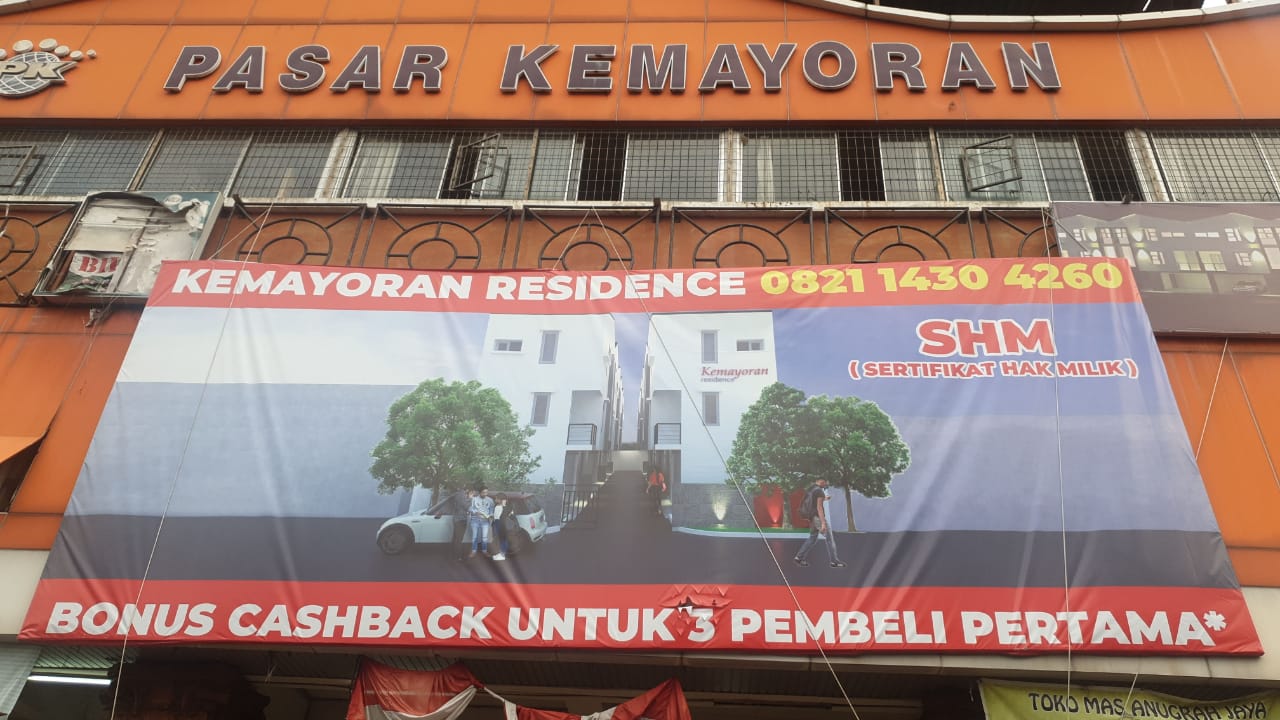 PK
PASAR KEMAYORAN
KEMAYORAN RESIDENCE 0821 1430 4260
SHM
( SERTIFIKAT HAK MILIK )
Kemayoran
residence
BONUS CASHBACK UNTUK 3 PEMBELI PERTAMA*
TOKO MAS ANUGRAH JAYA